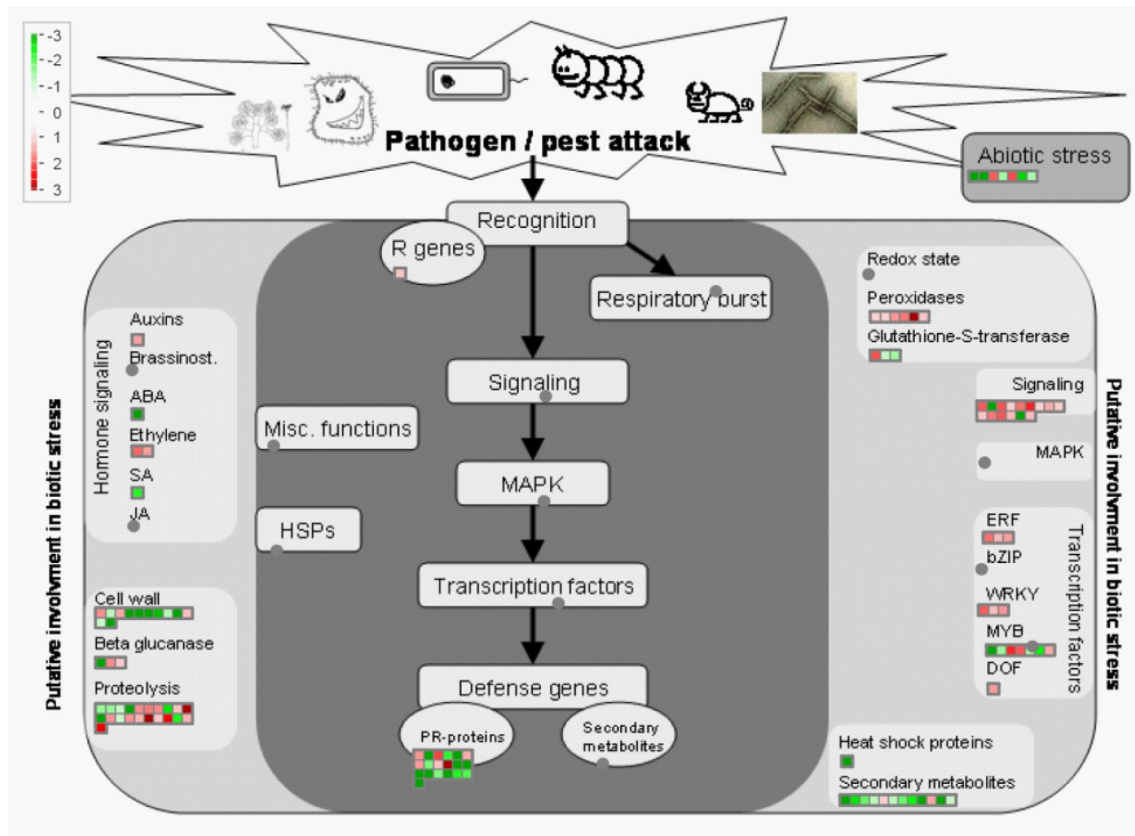 -3
-2
-1
0
1
2
3
Pathogen / pest attack
Abiotic stress
Recognition
R genes
Respiratory burst
Redox state
Peroxidases
Glutathione-S-transferase
Auxins
Brassinost.
ABA
Ethylene
SA
JA
Hormone signaling
Signaling
Misc. functions
MAPK
HSPs
Transcription factors
Defense genes
PR-proteins
Secondary
metabolites
Signaling
MAPK
ERF
bZIP
WRKY
MYB
DOF
Transcription factors
Putative involvment in biotic stress
Putative involvment in biotic stress
Cell wall
Beta glucanase
Proteolysis
Heat shock proteins
Secondary metabolites